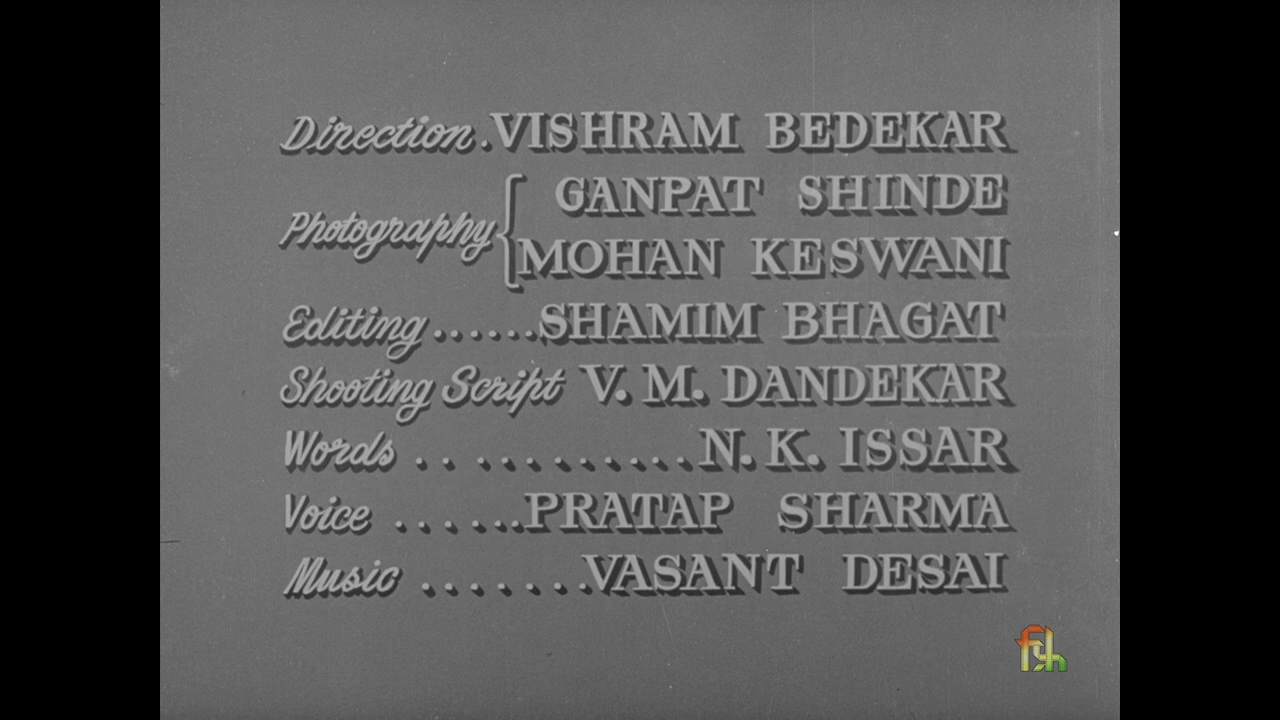 Direction.VISHRAM BEDEKAR
GANPAT SHINDE
Photography
MOHAN KESWANI
Editing......SHAMIM BHAGAT
Shooting Script V. M. DANDEKAR
Words ............N. K. ISSAR
Voice ......PRATAP SHARMA
Music .......VASANT DESAI